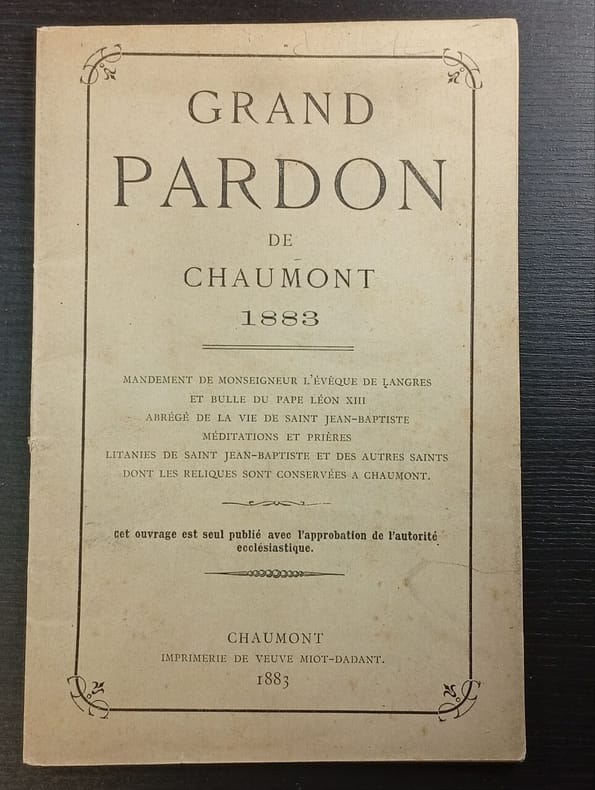 GRAND
PARDON
DE
CHAUMONT
1883
MANDEMENT DE MONSEIGNEUR L'ÉVÊQUE DE LANGRES
ET BULLE DU PAPE LÉON XIII
ABRÉGÉ DE LA VIE DE SAINT JEAN-BAPTISTE
MÉDITATIONS ET PRIÈRES
LITANIES DE SAINT JEAN-BAPTISTE ET DES AUTRES SAINTS
DONT LES RELIQUES SONT CONSERVÉES A CHAUMONT.
Cet ouvrage est seul publié avec l'approbation de l'autorité
ecclésiastique.
CHAUMONT
IMPRIMERIE DE VEUVE MIOT-DADANT.
1883